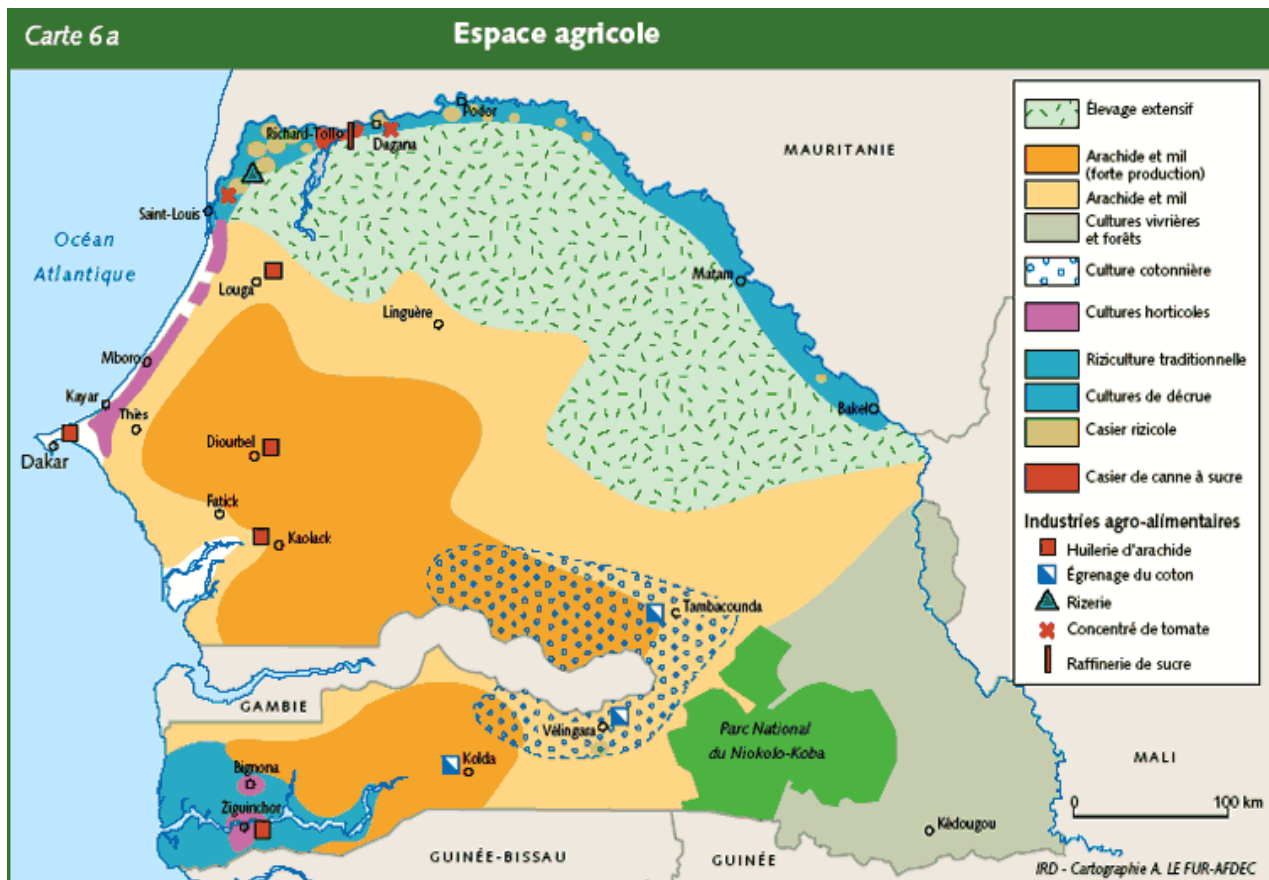 Carte 6 a
Espace agricole
Podor
Richard-Toll
Dagana
MAURITANIE
Saint-Louis
Océan
Atlantique
Louga
Linguère
Matam
Mboro
Kayar
Thiès
Bakel
Dakar
Diourbel
Fatick
Kaolack
Tambacounda
GAMBIE
Vélingara
Parc National
du Niokolo-Koba
Kolda
Bignona
Ziguinchor
Kédougou
MALI
GUINÉE-BISSAU
GUINÉE
0
100 km
IRD - Cartographie A. LE FUR-AFDEC
Élevage extensif
Arachide et mil
(forte production)
Arachide et mil
Cultures vivrières
et forêts
Culture cotonnière
Cultures horticoles
Riziculture traditionnelle
Cultures de décrue
Casier rizicole
Casier de canne à sucre
Industries agro-alimentaires
Huilerie d'arachide
Égrenage du coton
Rizerie
Concentré de tomate
Raffinerie de sucre